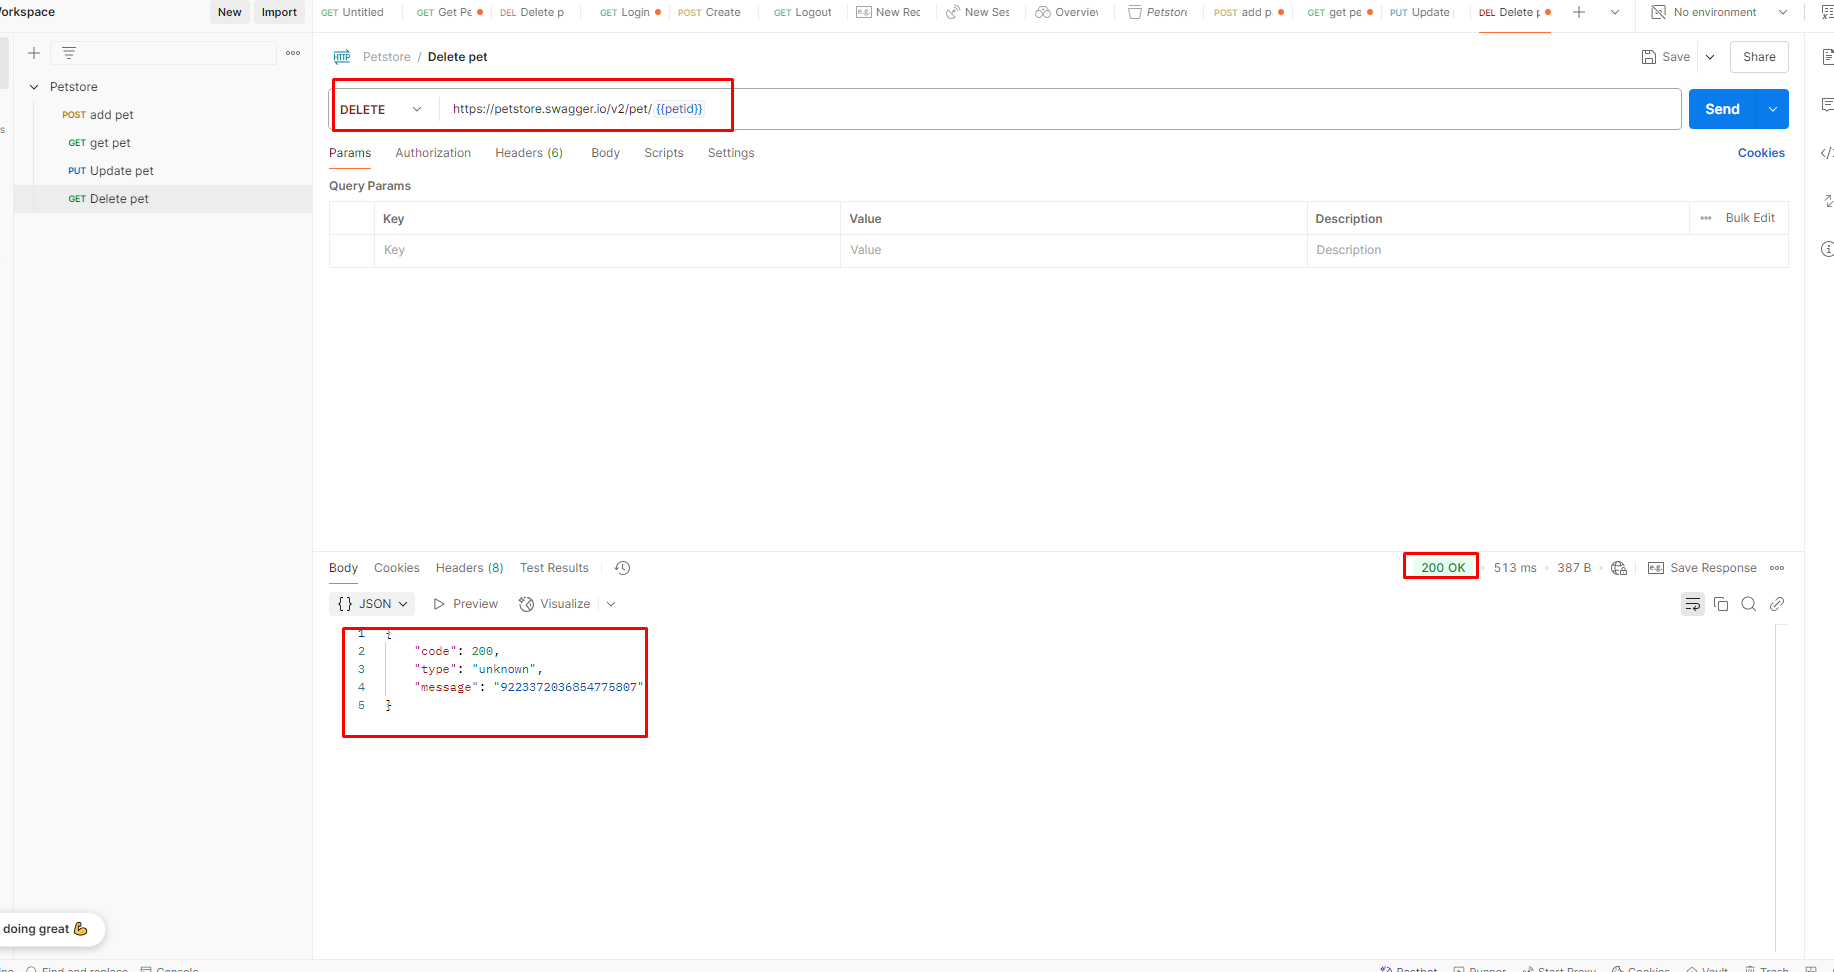 orkspace
New
Import
GET Untitled
GET Get Pe
DEL Delete p
GET Login
POST Create
GET Logout
e.g. New Rec
New Ses
Overvie
Petstore
POST add p
GET get pe
PUT Update
DEL Delete p
No environment
Petstore
POST add pet
GET get pet
PUT Update pet
GET Delete pet
HTTP Petstore / Delete pet
Save
Share
DELETE
https://petstore.swagger.io/v2/pet/ {{petid}}
Send
Params
Authorization
Headers (6)
Body
Scripts
Settings
Cookies
Query Params
Key
Value
Description
Bulk Edit
Key
Value
Description
Body
Cookies
Headers (8)
Test Results
200 OK
513 ms
387 B
e.g. Save Response
{} JSON
Preview
Visualize
1 {
2 "code": 200,
3 "type": "unknown",
4 "message": "9223372036854775807"
5 }
doing great 💪
Find and replace
Console
Postbot
Runner
Start Proxy
Cookies
Vault
Trash